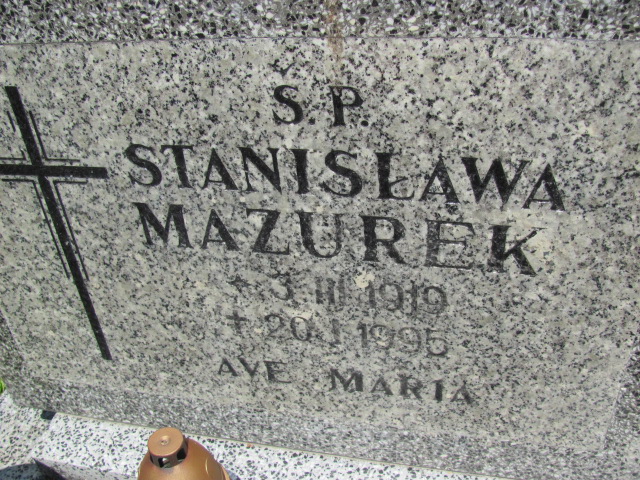 Ś.P.
STANISŁAWA
MAZUREK
* 3 III 1919
† 20 I 1995
AVE MARIA